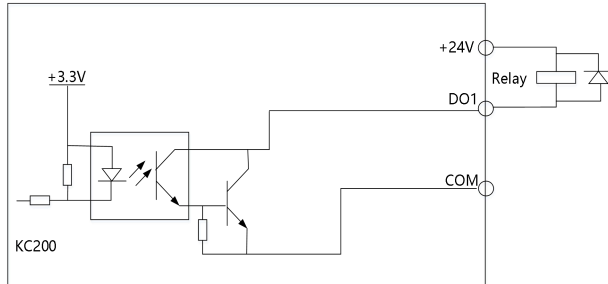 +24V
+3.3V
Relay
DO1
COM
KC200